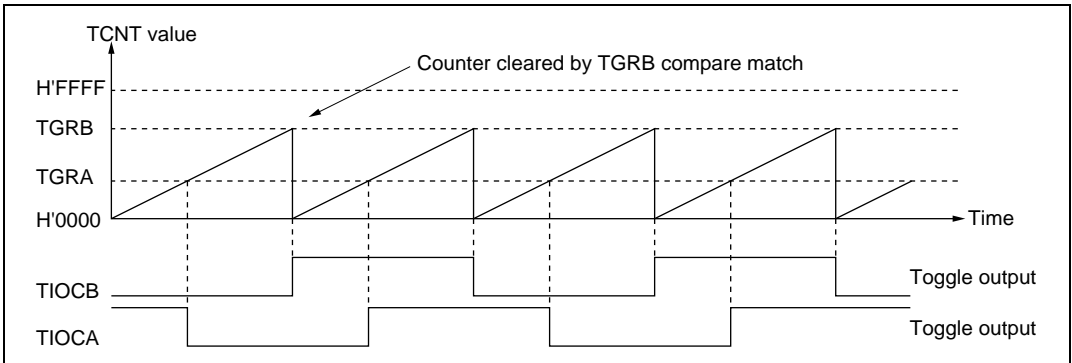 TCNT value
Counter cleared by TGRB compare match
H'FFFF
TGRB
TGRA
H'0000
Time
TIOCB
Toggle output
TIOCA
Toggle output